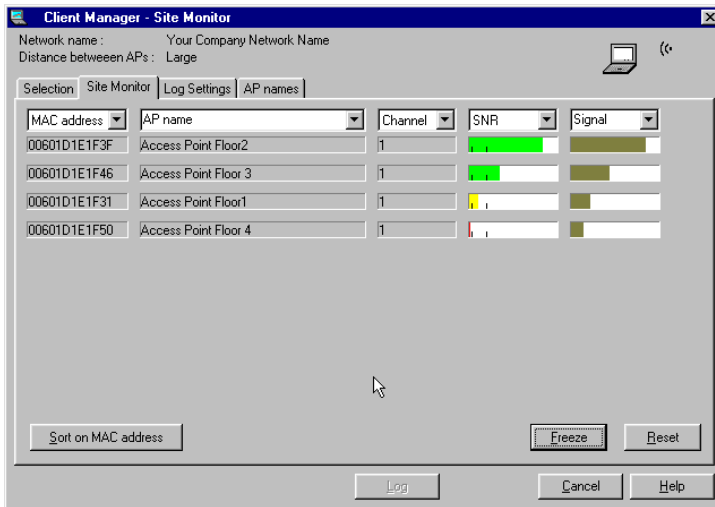 Client Manager - Site Monitor
Network name : Your Company Network Name
Distance betweeen APs : Large
Selection Site Monitor Log Settings AP names
MAC address AP name Channel SNR Signal
00601D1E1F3F Access Point Floor2 1
00601D1E1F46 Access Point Floor 3 1
00601D1E1F31 Access Point Floor1 1
00601D1E1F50 Access Point Floor 4 1
Sort on MAC address Freeze Reset
Log Cancel Help